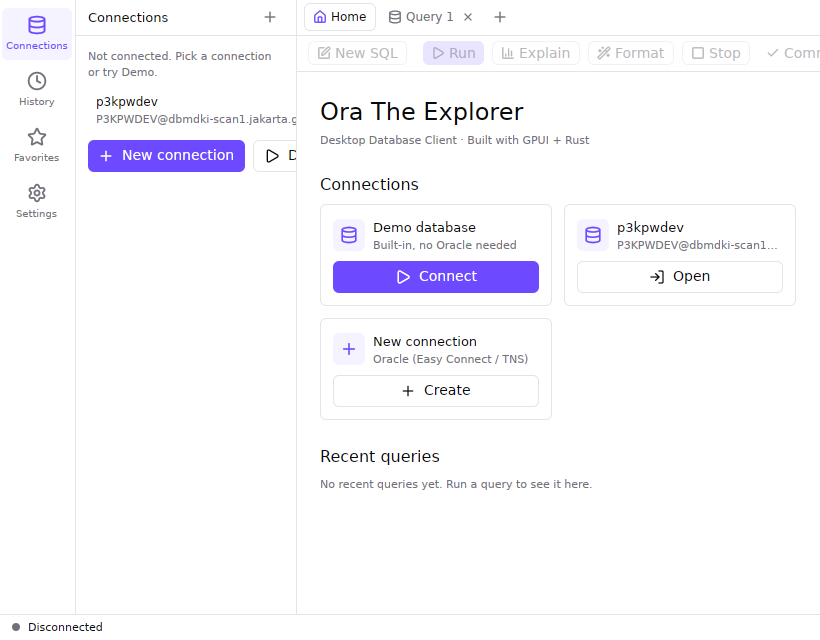 Connections
History
Favorites
Settings
Connections
Not connected. Pick a connection
or try Demo.
p3kpwdev
P3KPWDEV@dbmdki-scan1.jakarta.g
New connection
D
Home
Query 1
New SQL
Run
Explain
Format
Stop
Comm
Ora The Explorer
Desktop Database Client · Built with GPUI + Rust
Connections
Demo database
Built-in, no Oracle needed
Connect
p3kpwdev
P3KPWDEV@dbmdki-scan1...
Open
New connection
Oracle (Easy Connect / TNS)
Create
Recent queries
No recent queries yet. Run a query to see it here.
Disconnected